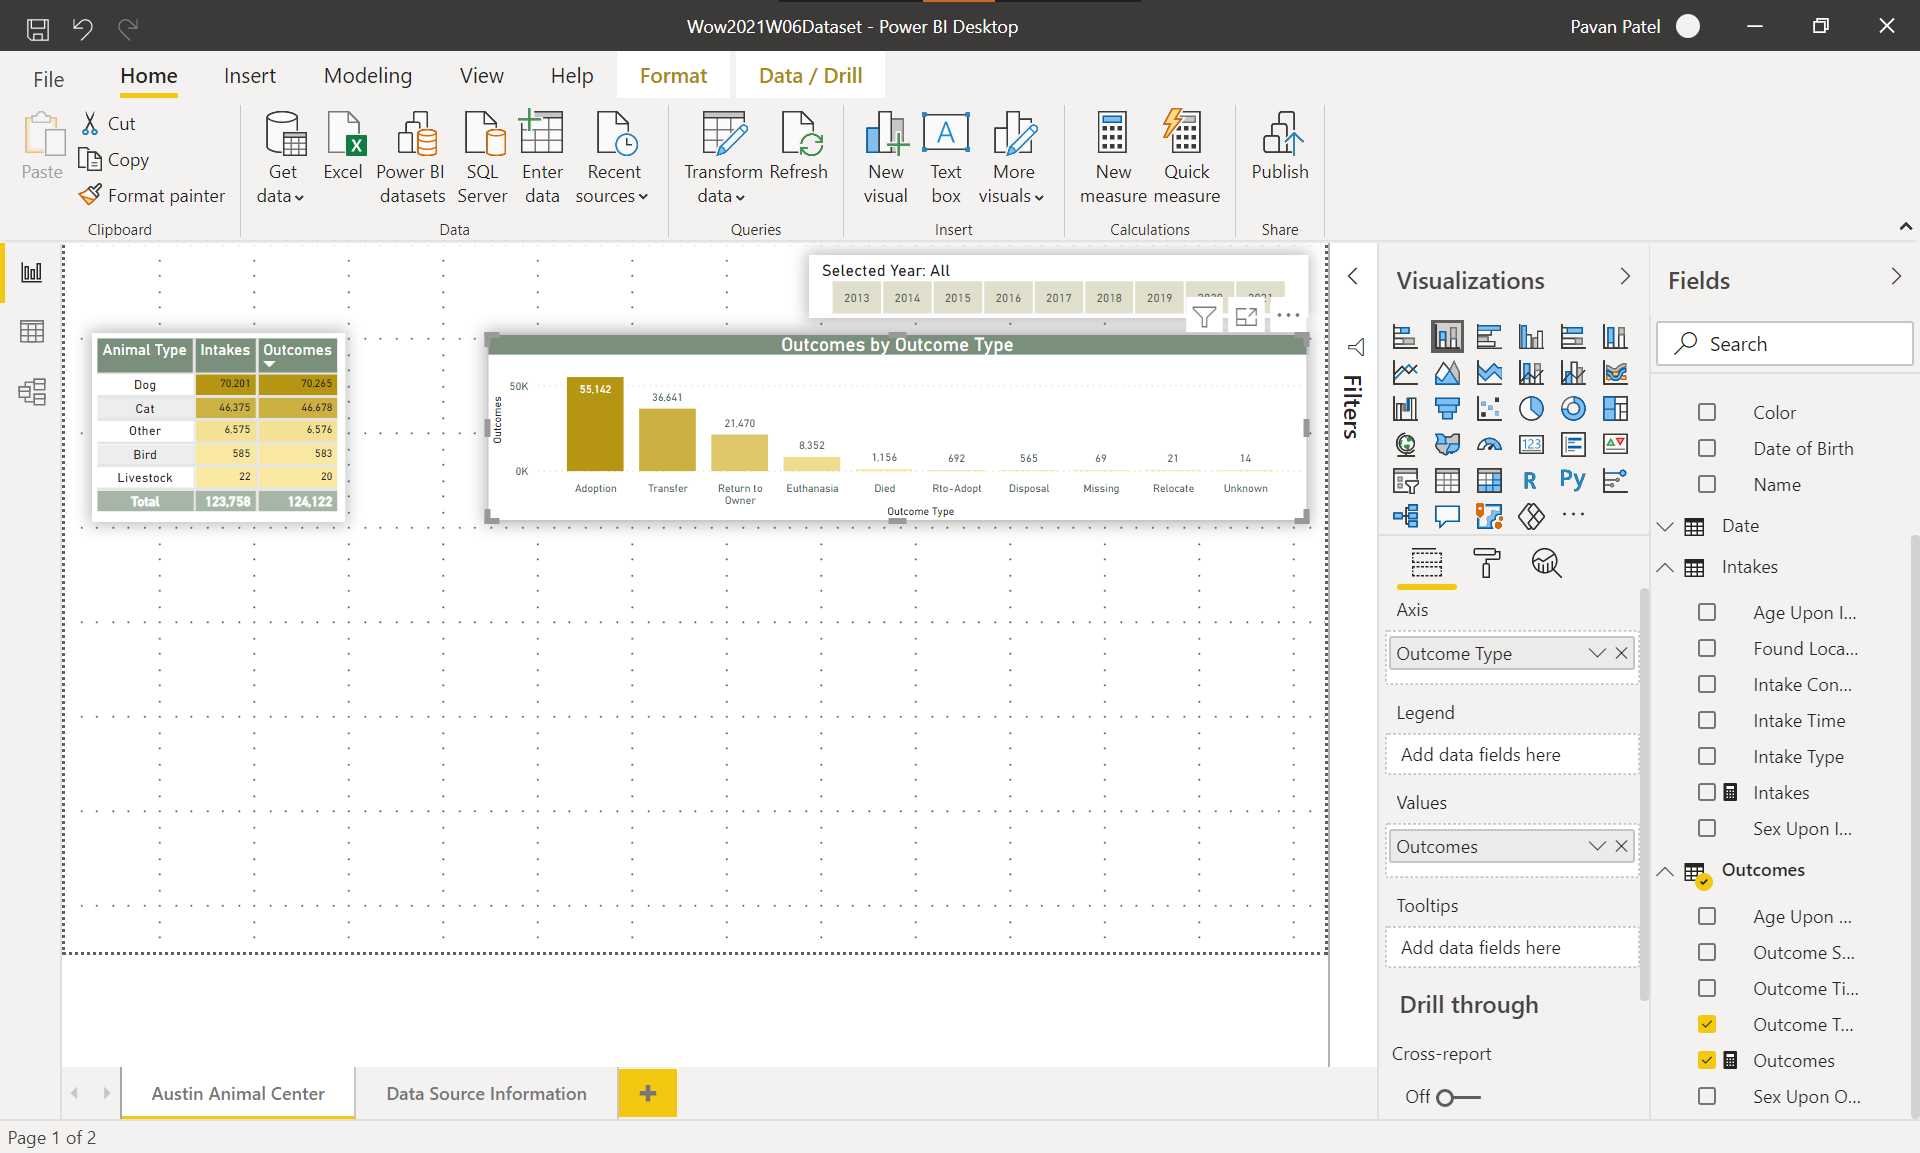 Wow2021W06Dataset - Power BI Desktop
Pavan Patel
File
Home
Insert
Modeling
View
Help
Format
Data / Drill
Paste
Cut
Copy
Format painter
Clipboard
Get
data
Excel
Power BI
datasets
SQL
Server
Enter
data
Recent
sources
Data
Transform
data
Refresh
Queries
New
visual
Text
box
More
visuals
Insert
New
measure
Quick
measure
Calculations
Publish
Share
Selected Year: All
2013 2014 2015 2016 2017 2018 2019 2020 2021
Animal Type Intakes Outcomes
Dog 70,201 70,265
Cat 46,375 46,678
Other 6,575 6,576
Bird 585 583
Livestock 22 20
Total 123,758 124,122
Outcomes by Outcome Type
Outcomes
50K
0K
55,142
36,641
21,470
8,352
1,156
692
565
69
21
14
Adoption
Transfer
Return to
Owner
Euthanasia
Died
Rto-Adopt
Disposal
Missing
Relocate
Unknown
Outcome Type
Filters
Visualizations
123
R
Py
Axis
Outcome Type
Legend
Add data fields here
Values
Outcomes
Tooltips
Add data fields here
Drill through
Cross-report
Off
Fields
Search
Color
Date of Birth
Name
Date
Intakes
Age Upon I...
Found Loca...
Intake Con...
Intake Time
Intake Type
Intakes
Sex Upon I...
Outcomes
Age Upon ...
Outcome S...
Outcome Ti...
Outcome T...
Outcomes
Sex Upon O...
Austin Animal Center
Data Source Information
Page 1 of 2